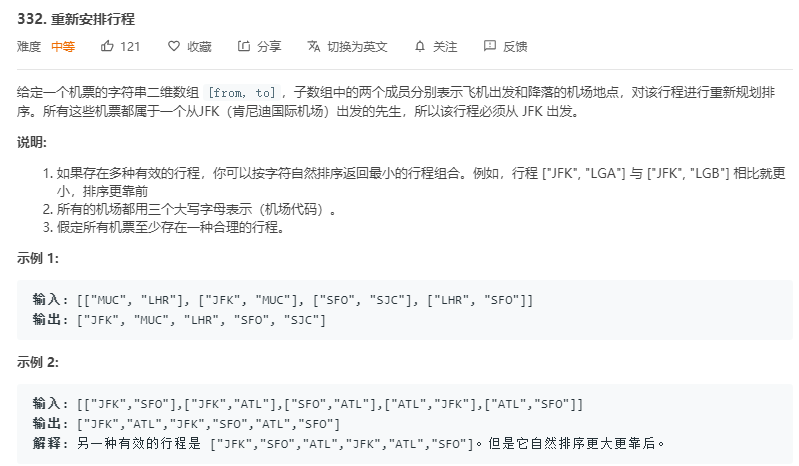 332. 重新安排行程
难度 中等 121 收藏 分享 切换为英文 关注 反馈
给定一个机票的字符串二维数组 [from, to]，子数组中的两个成员分别表示飞机出发和降落的机场地点，对该行程进行重新规划排
序。所有这些机票都属于一个从JFK（肯尼迪国际机场）出发的先生，所以该行程必须从 JFK 出发。
说明:
1. 如果存在多种有效的行程，你可以按字符自然排序返回最小的行程组合。例如，行程 ["JFK", "LGA"] 与 ["JFK", "LGB"] 相比就更
小，排序更靠前
2. 所有的机场都用三个大写字母表示（机场代码）。
3. 假定所有机票至少存在一种合理的行程。
示例 1:
输入: [["MUC", "LHR"], ["JFK", "MUC"], ["SFO", "SJC"], ["LHR", "SFO"]]
输出: ["JFK", "MUC", "LHR", "SFO", "SJC"]
示例 2:
输入: [["JFK","SFO"],["JFK","ATL"],["SFO","ATL"],["ATL","JFK"],["ATL","SFO"]]
输出: ["JFK","ATL","JFK","SFO","ATL","SFO"]
解释: 另一种有效的行程是 ["JFK","SFO","ATL","JFK","ATL","SFO"]。但是它自然排序更大更靠后。